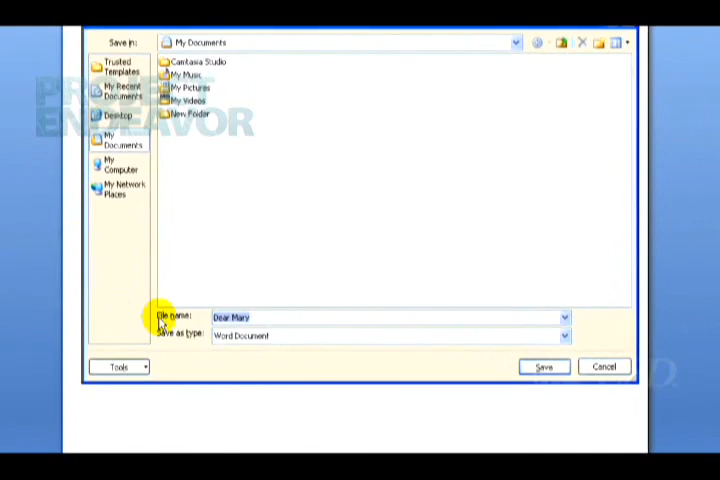 Save in:
My Documents
Trusted
Templates
My Recent
Documents
Desktop
My
Documents
My
Computer
My Network
Places
Camtasia Studio
My Music
My Pictures
My Videos
New Folder
PROJECT
ENDEAVOR
File name:
Dear Mary
Save as type:
Word Document
Tools
Save
Cancel